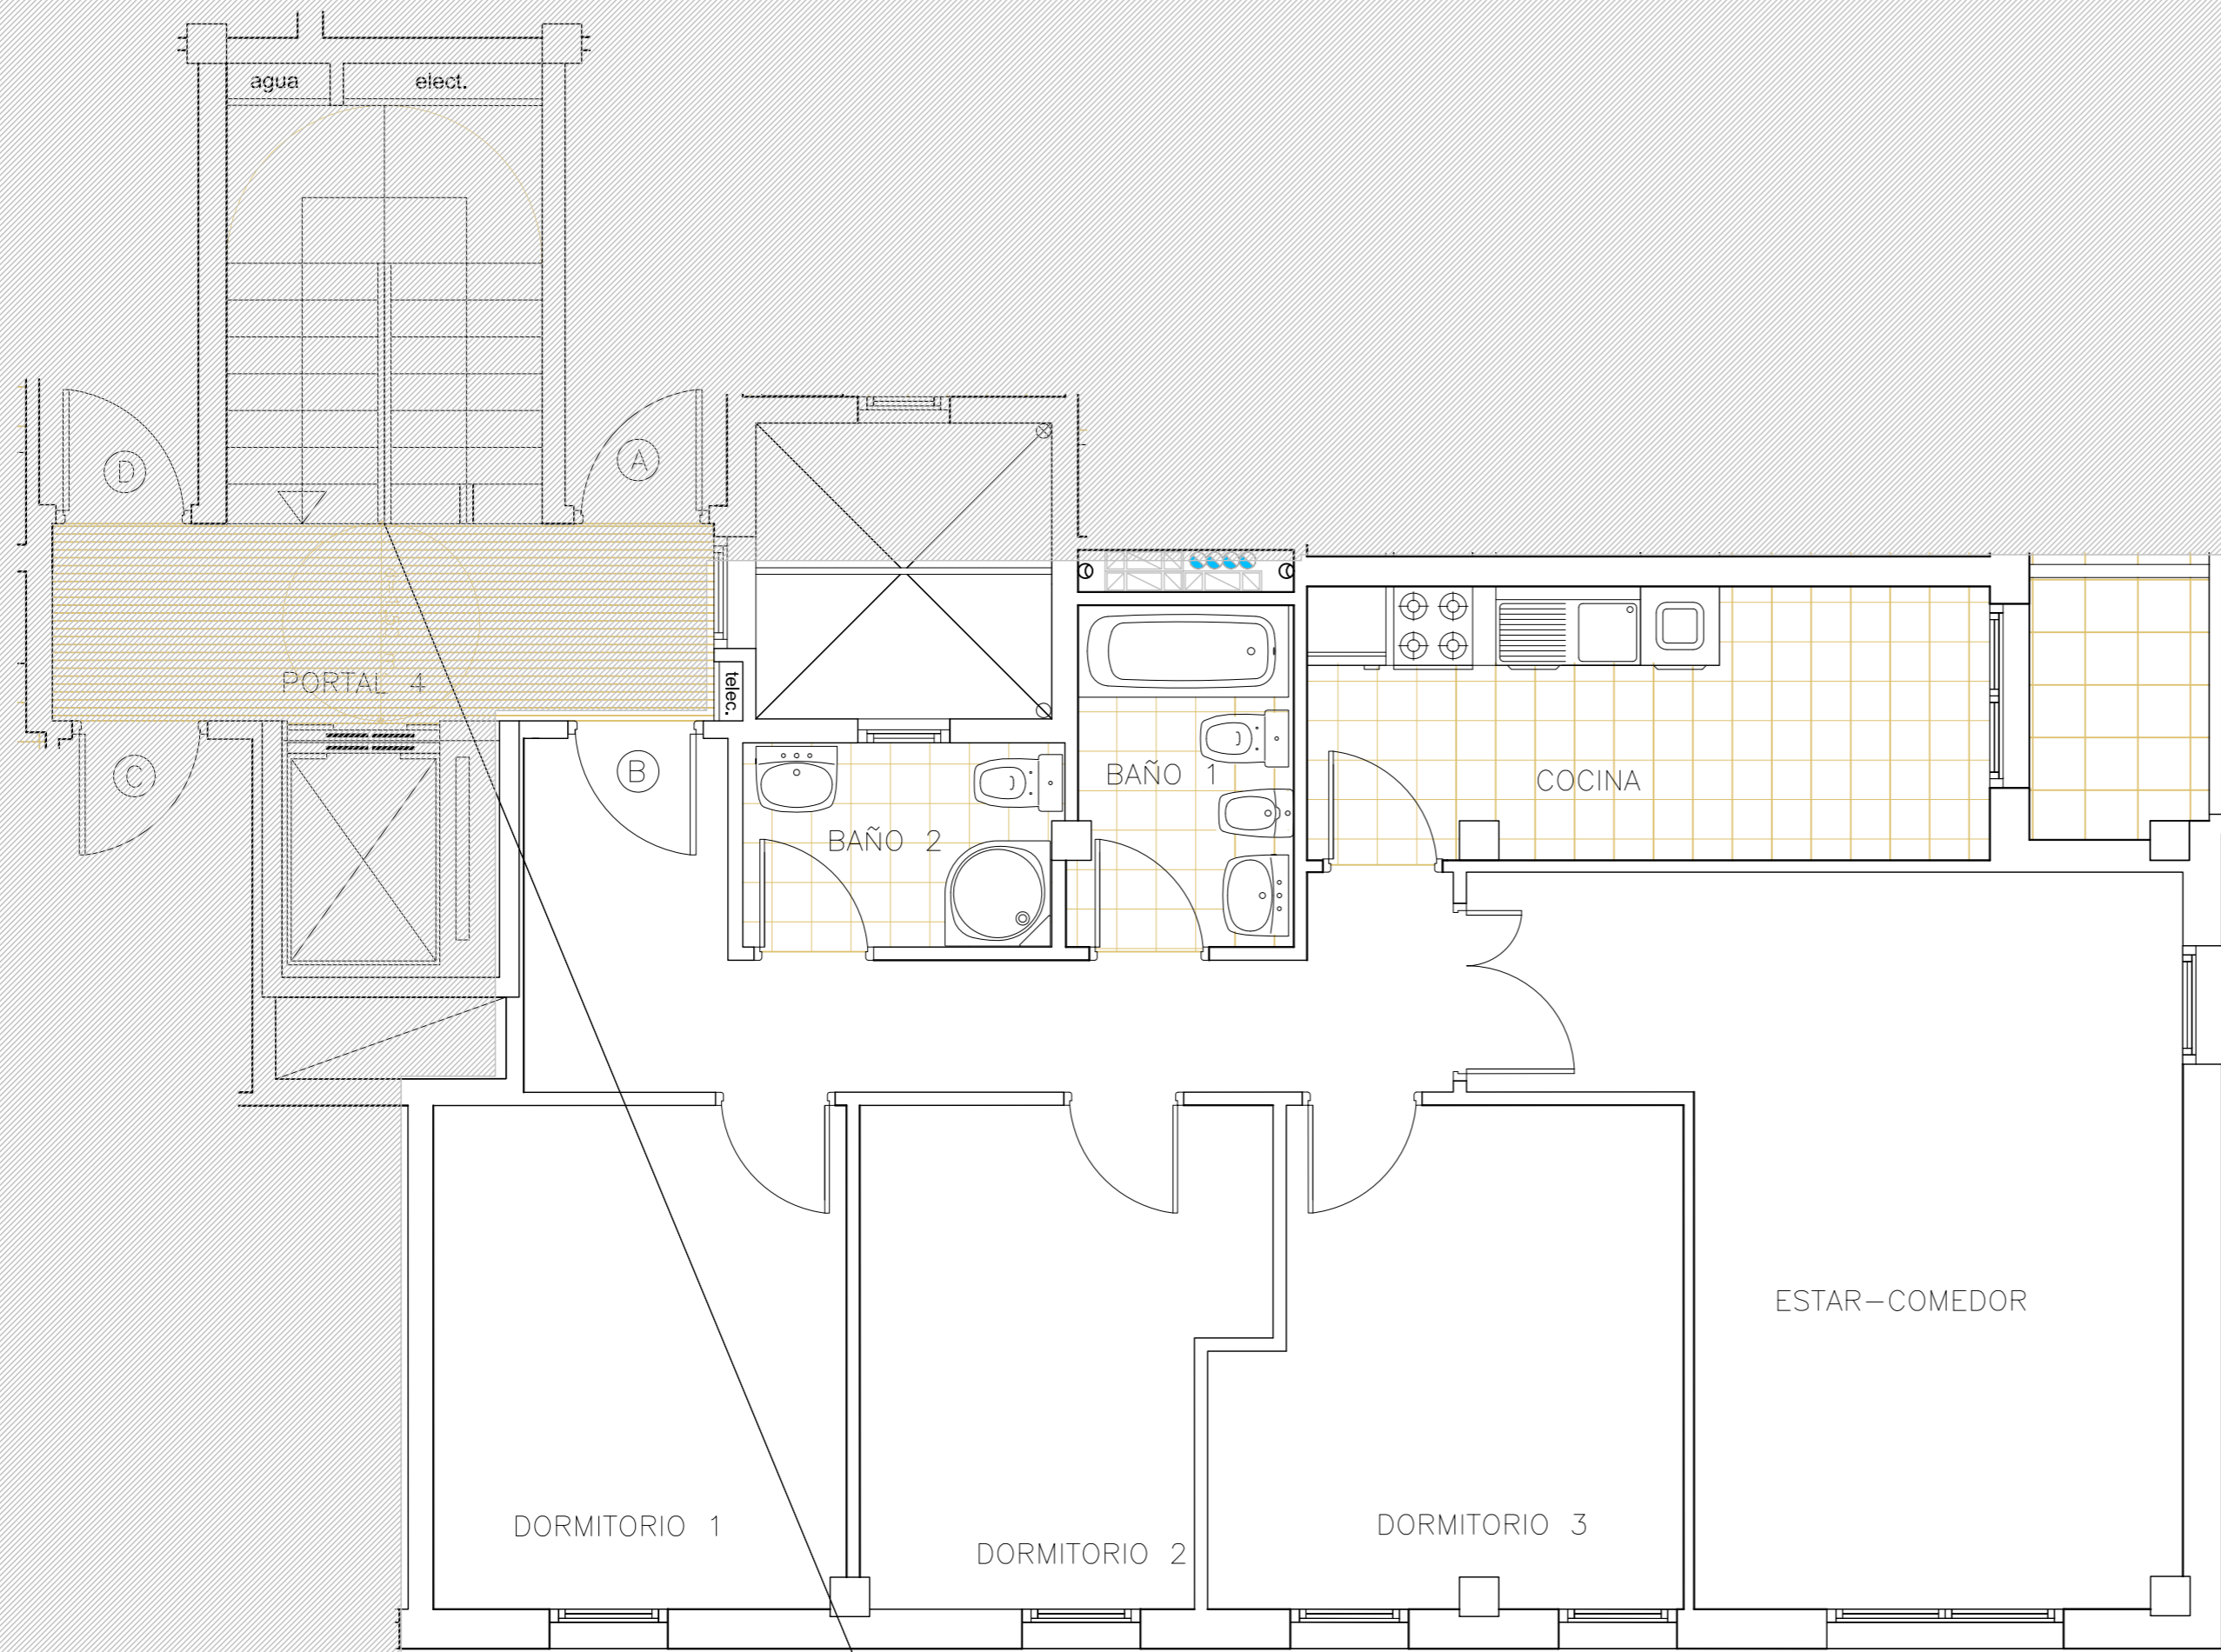 agua
elect.
D
A
PORTAL 4
telec.
C
B
BAÑO 2
BAÑO 1
COCINA
ESTAR-COMEDOR
DORMITORIO 1
DORMITORIO 2
DORMITORIO 3